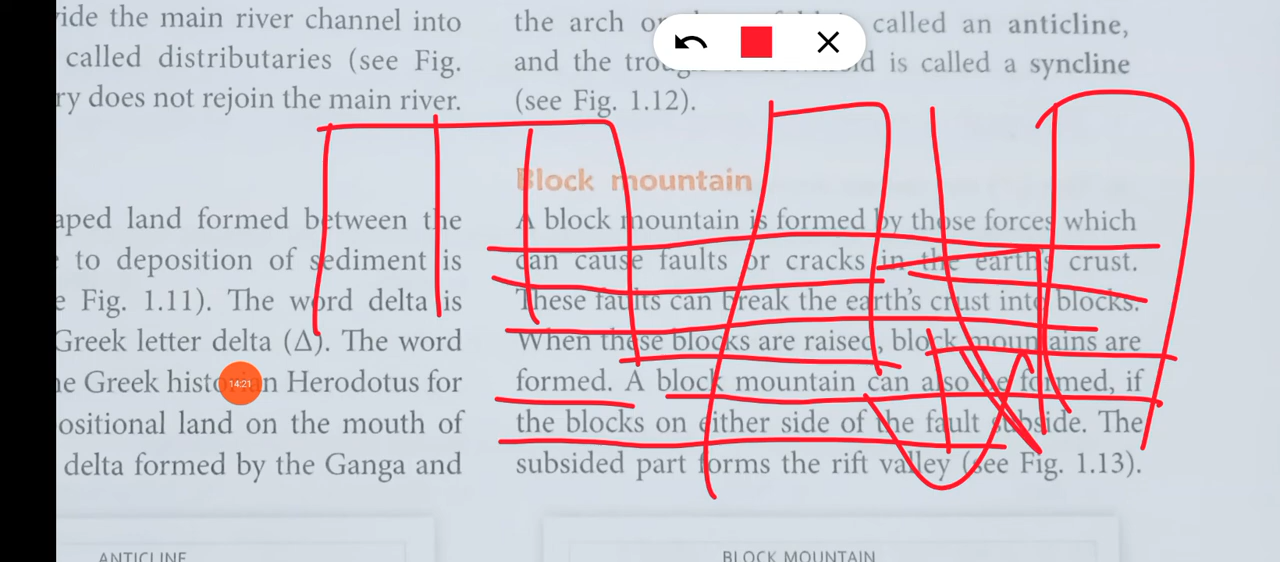 ide the main river channel into
called distributaries (see Fig.
ry does not rejoin the main river.
aped land formed between the
to deposition of sediment is
e Fig. 1.11). The word delta is
Greek letter delta (Δ). The word
e Greek historian Herodotus for
ositional land on the mouth of
delta formed by the Ganga and
ANTICLINE
the arch or called an anticline,
and the trough is called a syncline
(see Fig. 1.12).
Block mountain
A block mountain is formed by those forces which
can cause faults or cracks in the earth's crust.
These faults can break the earth's crust into blocks.
When these blocks are raised, block mountains are
formed. A block mountain can also be formed, if
the blocks on either side of the fault subside. The
subsided part forms the rift valley (see Fig. 1.13).
BLOCK MOUNTAIN
14:21